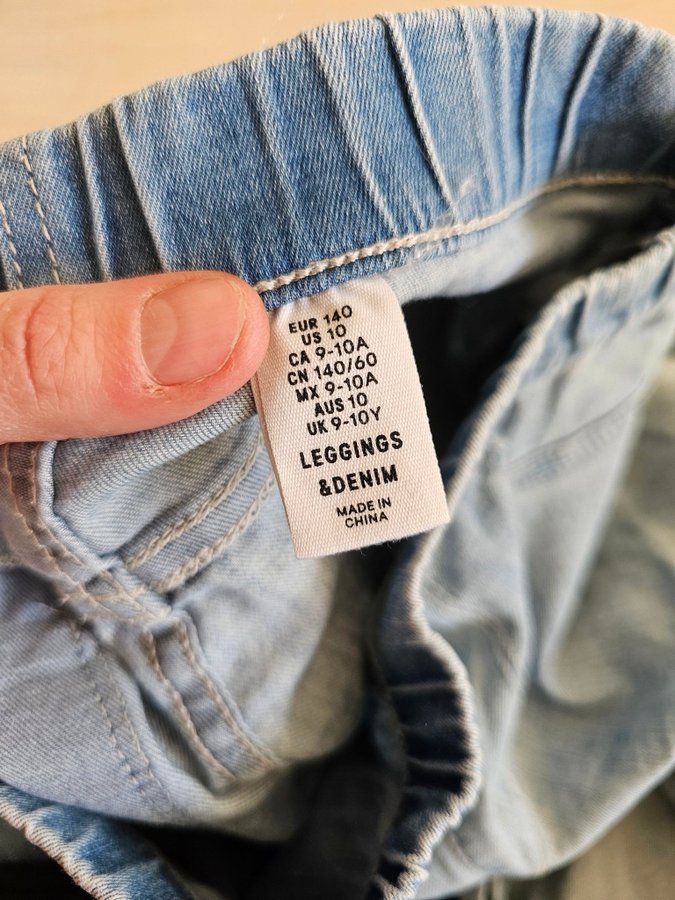 EUR 140
US 10
CA 9-10A
CN 140/60
MX 9-10A
AUS 10
UK 9-10Y
LEGGINGS
&DENIM
MADE IN
CHINA